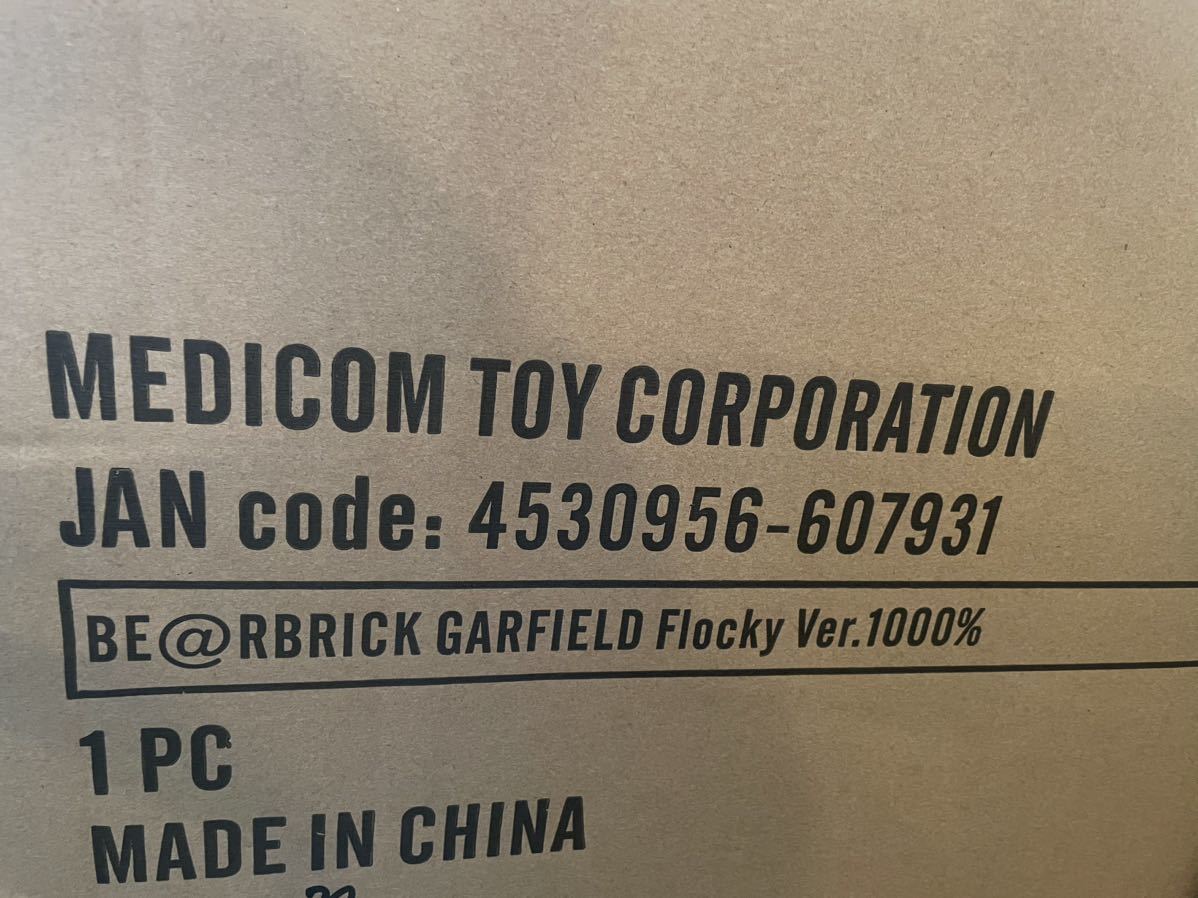 MEDICOM TOY CORPORATION
JAN code: 4530956-607931
BE@RBRICK GARFIELD Flocky Ver.1000%
1 PC
MADE IN CHINA